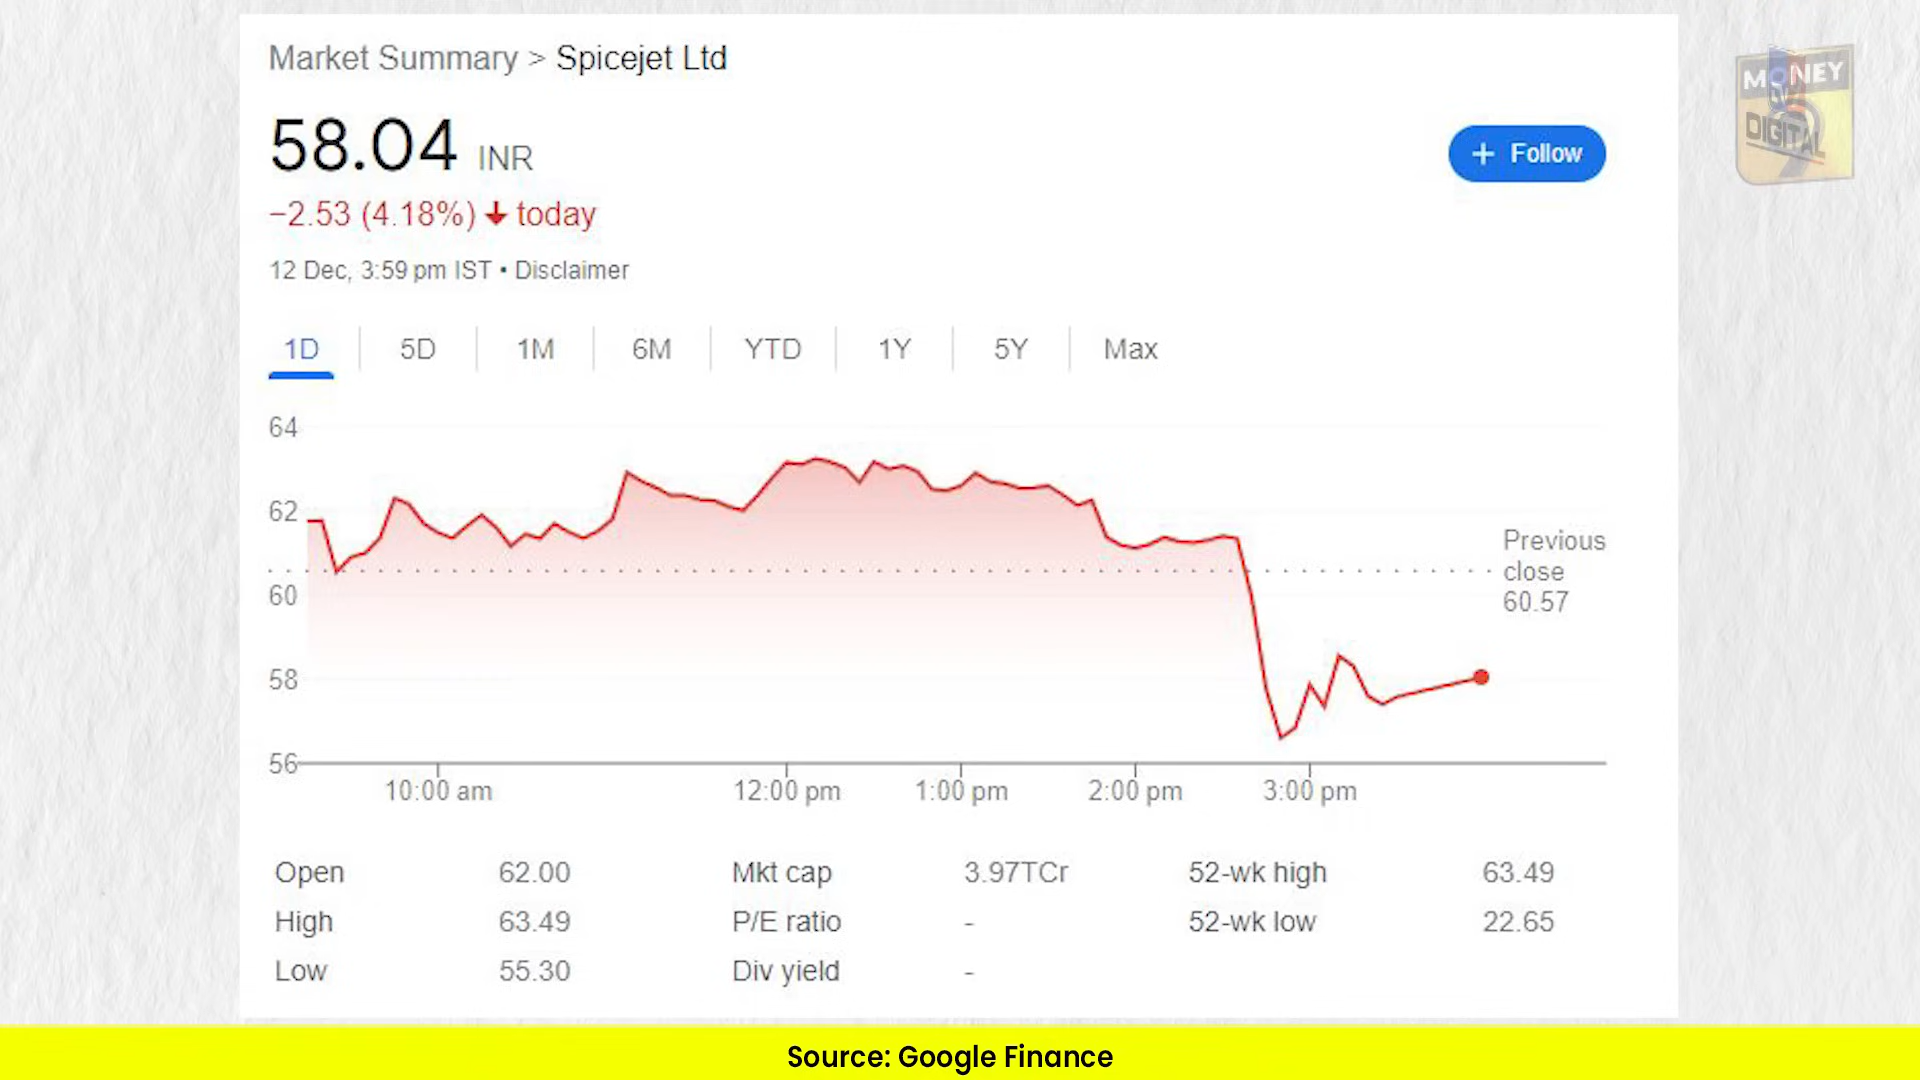 Market Summary > Spicejet Ltd
MONEY
DIGITAL
58.04 INR
+ Follow
−2.53 (4.18%) ↓ today
12 Dec, 3:59 pm IST • Disclaimer
1D 5D 1M 6M YTD 1Y 5Y Max
64
62
60
58
56
Previous
close
60.57
10:00 am 12:00 pm 1:00 pm 2:00 pm 3:00 pm
Open 62.00 Mkt cap 3.97TCr 52-wk high 63.49
High 63.49 P/E ratio - 52-wk low 22.65
Low 55.30 Div yield -
Source: Google Finance